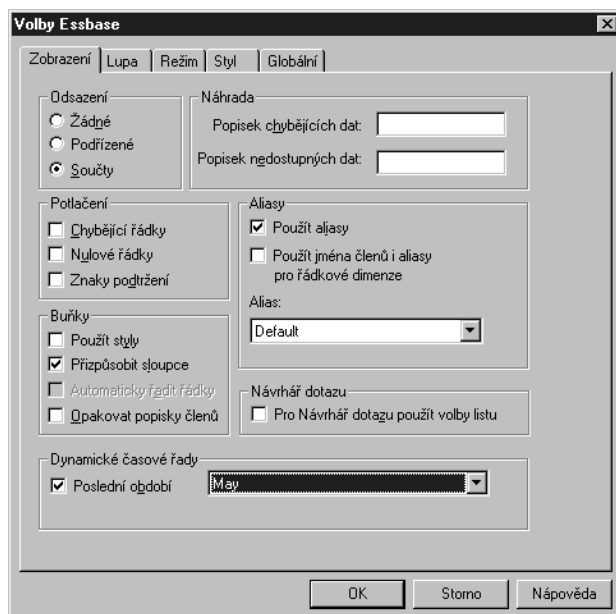 Volby Essbase
Zobrazení Lupa Režim Styl Globální
Odsazení
Žádné
Podřízené
Součty
Náhrada
Popisek chybějících dat:
Popisek nedostupných dat:
Potlačení
Chybějící řádky
Nulové řádky
Znaky podtržení
Aliasy
Použít aliasy
Použít jména členů i aliasy
pro řádkové dimenze
Alias:
Default
Buňky
Použít styly
Přizpůsobit sloupce
Automaticky řadit řádky
Opakovat popisky členů
Návrhář dotazu
Pro Návrhář dotazu použít volby listu
Dynamické časové řady
Poslední období May
OK Storno Nápověda